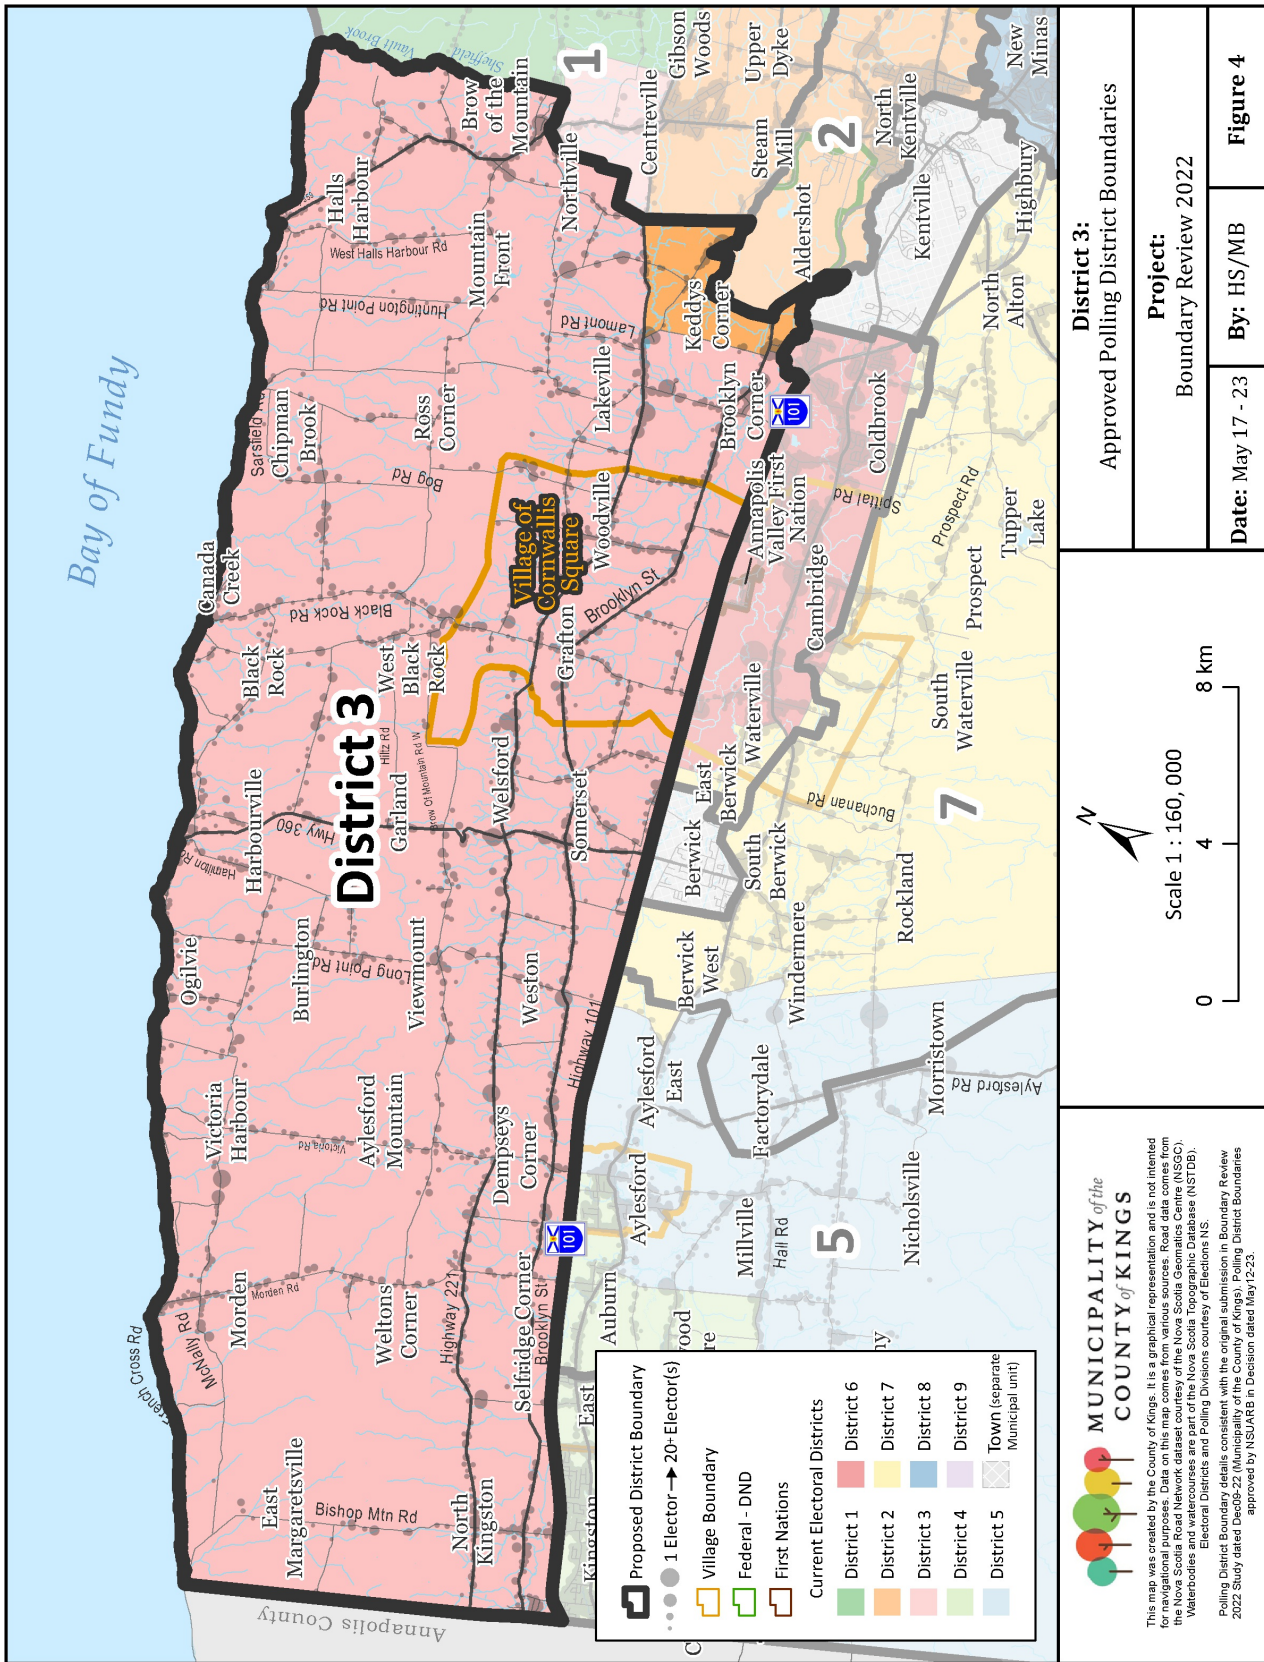 Bay of Fundy
Annapolis County
French Cross Rd
McNally Rd
East
Margaretsville
Bishop Mtn Rd
North
Kingston
Morden
Morden Rd
Weltons
Corner
Highway 221
Selfridge Corner
Brooklyn St
Victoria
Harbour
Victoria Rd
Aylesford
Mountain
Dempseys
Corner
Highway 101
101
Ogilvie
Burlington
Long Point Rd
Viewmount
Weston
Hamilton Rd
Harbourville
Hwy 360
District 3
Garland
Hiltz Rd
Brow Of Mountain Rd W
Welsford
Somerset
Black
Rock
West
Black
Rock
Black Rock Rd
Canada
Creek
Grafton
Brooklyn St
Village of
Cornwallis
Square
Woodville
Bog Rd
Sarsfield Rd
Chipman
Brook
Ross
Corner
Lakeville
Lamont Rd
Brooklyn
Corner
Huntington Point Rd
West Halls Harbour Rd
Halls
Harbour
Mountain
Front
Brow
of the
Mountain
Northville
Keddys
Corner
Sheffield
Vault Brook
1
Centreville
Gibson
Woods
Upper
Dyke
Steam
Mill
2
Aldershot
North
Kentville
Kentville
New
Minas
Highbury
North
Alton
101
Coldbrook
Annapolis
Valley First
Nation
Spittal Rd
Cambridge
Prospect Rd
Prospect
Tupper
Lake
Waterville
South
Waterville
East
Berwick
Berwick
South
Berwick
Buchanan Rd
7
Rockland
Windermere
Berwick
West
Aylesford
East
Factorydale
Morristown
Aylesford Rd
Aylesford
Millville
Hall Rd
5
Nicholsville
Auburn
East
Kingston
Proposed District Boundary
1 Elector → 20+ Elector(s)
Village Boundary
Federal - DND
First Nations
Current Electoral Districts
District 1
District 2
District 3
District 4
District 5
District 6
District 7
District 8
District 9
Town (separate
Municipal unit)
MUNICIPALITY of the
COUNTY of KINGS
This map was created by the County of Kings. It is a graphical representation and is not intended
for navigational purposes. Data on this map comes from various sources. Road data comes from
the Nova Scotia Road Network dataset courtesy of the Nova Scotia Geomatics Centre (NSGC).
Waterbodies and watercourses are part of the Nova Scotia Topographic Database (NSTDB).
Electoral Districts and Polling Divisions courtesy of Elections NS.
Polling District Boundary details consistent with the original submission in Boundary Review
2022 Study dated Dec09-22 (Municipality of the County of Kings). Polling District Boundaries
approved by NSUARB in Decision dated May12-23.
N
Scale 1 : 160,000
0 4 8 km
District 3:
Approved Polling District Boundaries
Project:
Boundary Review 2022
Date: May 17 - 23
By: HS/MB
Figure 4